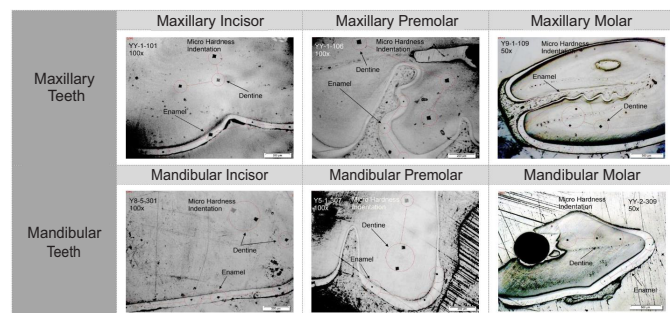 Maxillary Incisor
Maxillary Premolar
Maxillary Molar
Maxillary
Teeth
YY-1-101
100x
Micro Hardness
Indentation
Dentine
Enamel
YY-1-106
100x
Micro Hardness
Indentation
Dentine
Enamel
Y9-1-109
50x
Micro Hardness
Indentation
Enamel
Dentine
Mandibular Incisor
Mandibular Premolar
Mandibular Molar
Mandibular
Teeth
Y8-5-301
100x
Micro Hardness
Indentation
Dentine
Enamel
Y5-1-307
100x
Micro Hardness
Indentation
Dentine
Enamel
Micro Hardness
Indentation
YY-2-309
50x
Dentine
Enamel